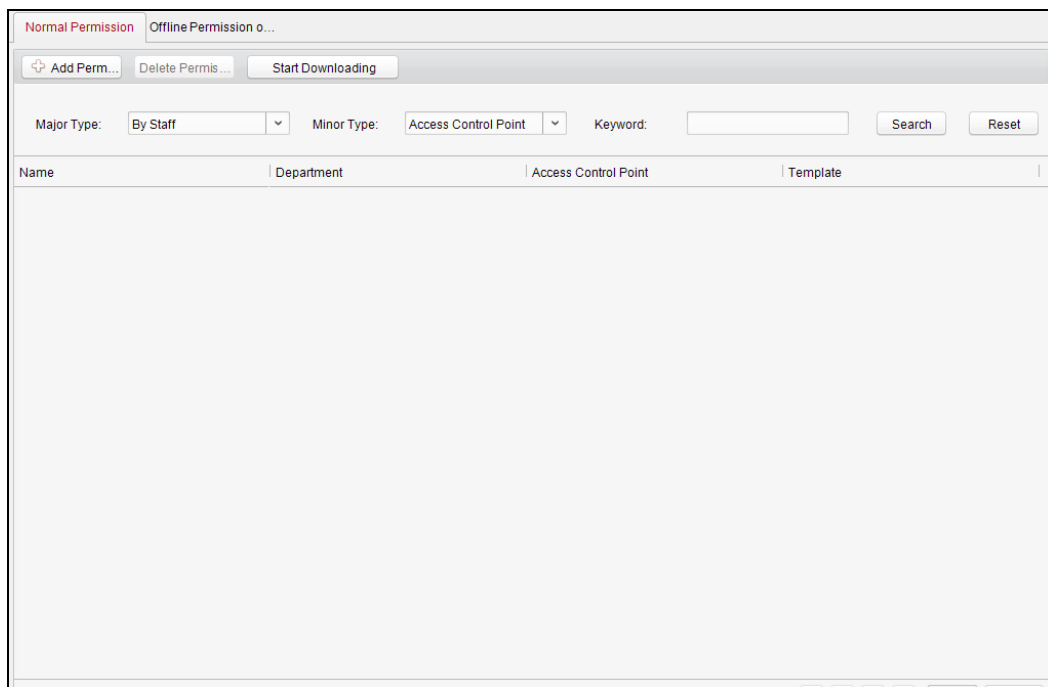 Normal Permission Offline Permission o...
Add Perm... Delete Permis... Start Downloading
Major Type: By Staff Minor Type: Access Control Point Keyword: Search Reset
Name Department Access Control Point Template